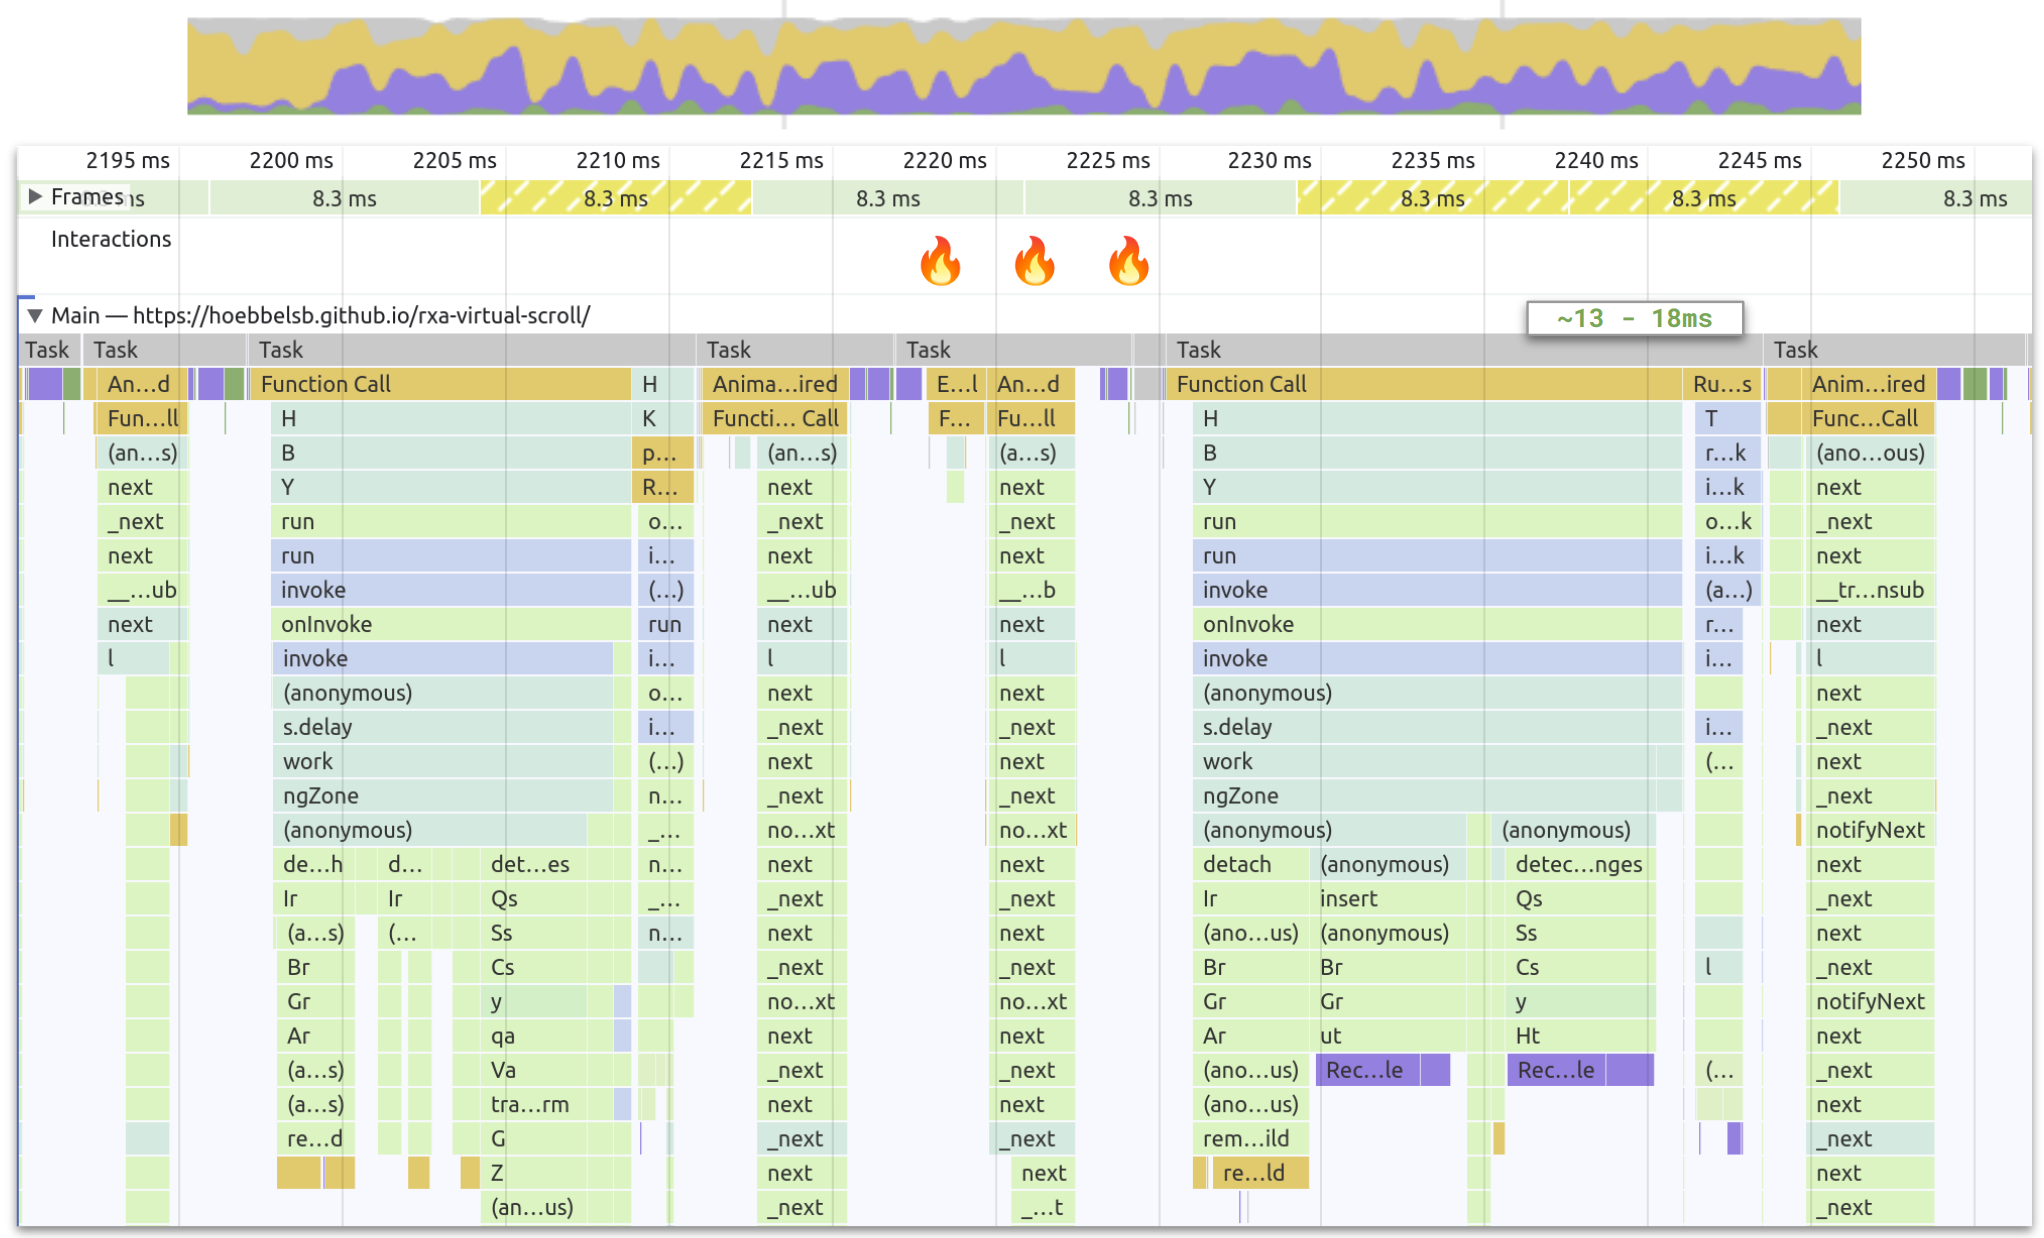 2195 ms 2200 ms 2205 ms 2210 ms 2215 ms 2220 ms 2225 ms 2230 ms 2235 ms 2240 ms 2245 ms 2250 ms
Frames ns 8.3 ms 8.3 ms 8.3 ms 8.3 ms 8.3 ms 8.3 ms 8.3 ms
Interactions
Main — https://hoebbelsb.github.io/rxa-virtual-scroll/ ~13 - 18ms
Task Task Task Task Task Task Task
An...d Function Call H Anima...ired E...l An...d Function Call Ru...s Anim...ired
Fun...ll H K Functi... Call F... Fu...ll H T Func...Call
(an...s) B p... (an...s) (a...s) B r...k (ano...ous)
next Y R... next next Y i...k next
_next run o... _next _next run o...k _next
next run i... next next run i...k next
__...ub invoke (...) __...ub __...b invoke (a...) __tr...nsub
next onInvoke run next next onInvoke r... next
l invoke i... l l invoke i... l
(anonymous) o... next next (anonymous) next
s.delay i... _next _next s.delay i... _next
work (...) next next work (... next
ngZone n... _next _next ngZone _next
(anonymous) _... no...xt no...xt (anonymous) (anonymous) notifyNext
de...h d... det...es n... next next detach (anonymous) detec...nges next
Ir Ir Qs _... _next _next Ir insert Qs _next
(a...s) (... Ss n... next next (ano...us) (anonymous) Ss next
Br Cs _next _next Br Br Cs l _next
Gr y no...xt no...xt Gr Gr y notifyNext
Ar qa next next Ar ut Ht next
(a...s) Va _next _next (ano...us) Rec...le Rec...le (... _next
(a...s) tra...rm next next (ano...us) next
re...d G _next _next rem...ild _next
Z next next re...ld next
(an...us) _next _...t _next